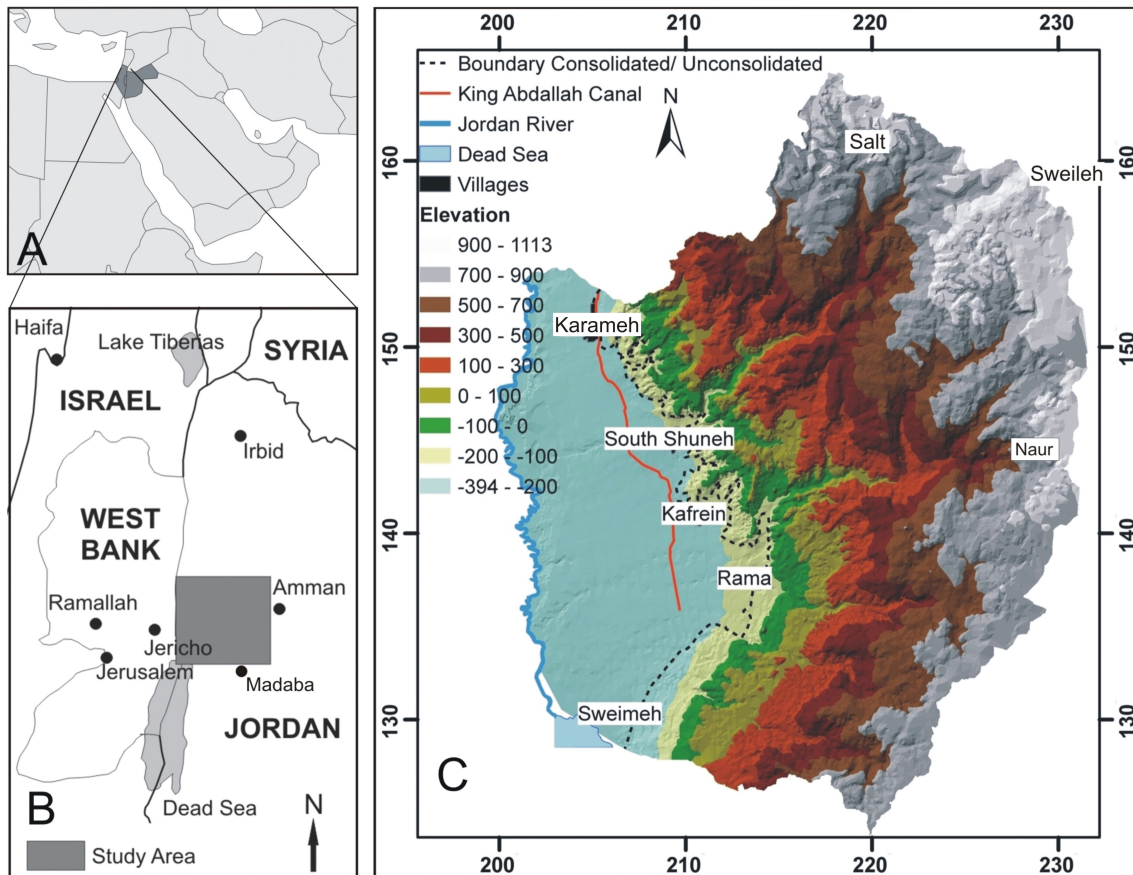 A
Haifa
Lake Tiberias
SYRIA
ISRAEL
Irbid
WEST
BANK
Ramallah
Amman
Jericho
Jerusalem
Madaba
JORDAN
B
Dead Sea
N
Study Area
200 210 220 230
Boundary Consolidated/ Unconsolidated
King Abdallah Canal
N
Jordan River
Dead Sea
Villages
Elevation
900 - 1113
700 - 900
500 - 700
300 - 500
100 - 300
0 - 100
-100 - 0
-200 - -100
-394 - -200
160
150
140
130
160
150
140
130
Salt
Sweileh
Karameh
South Shuneh
Naur
Kafrein
Rama
Sweimeh
C
200 210 220 230